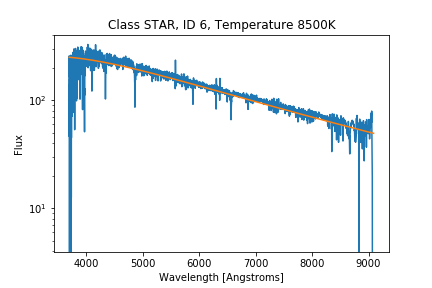 Class STAR, ID 6, Temperature 8500K
Flux
10²
10¹
4000 5000 6000 7000 8000 9000
Wavelength [Angstroms]